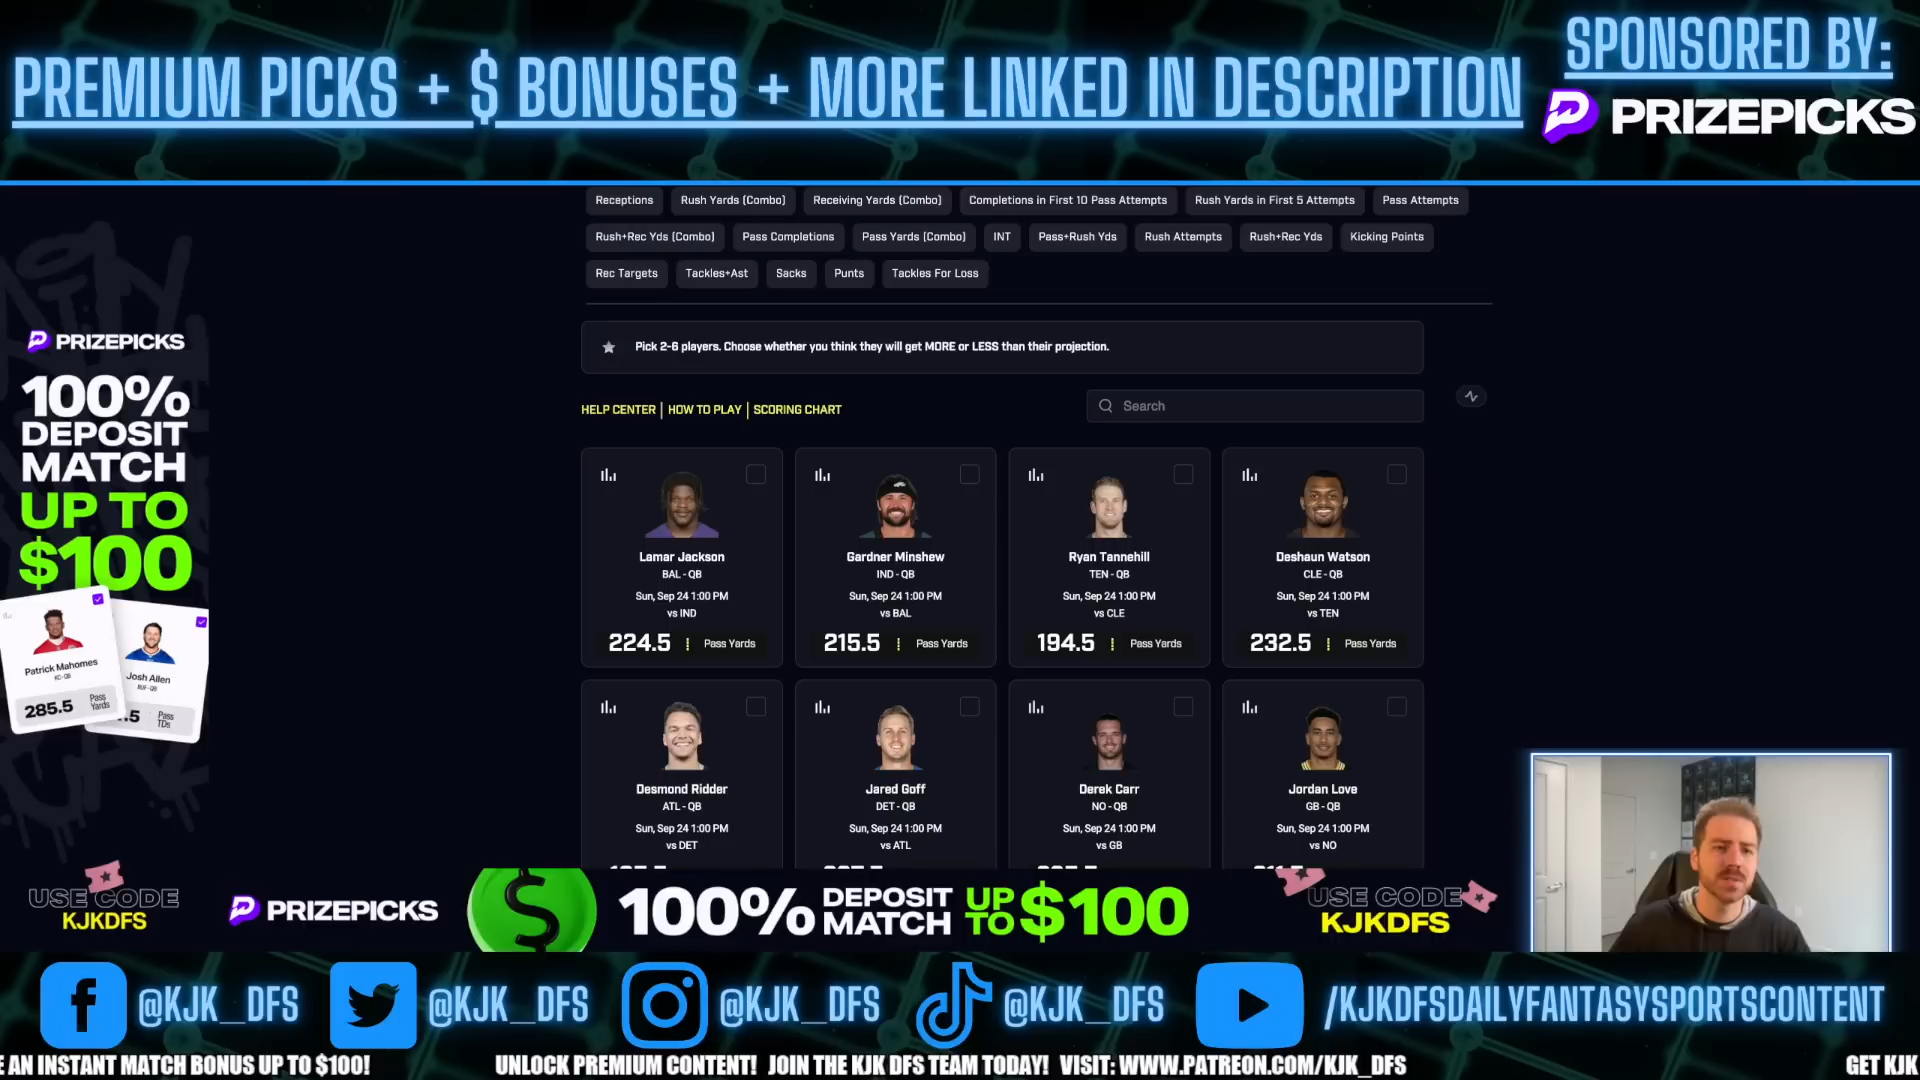 PREMIUM PICKS + $ BONUSES + MORE LINKED IN DESCRIPTION
SPONSORED BY:
PRIZEPICKS
Receptions
Rush Yards (Combo)
Receiving Yards (Combo)
Completions in First 10 Pass Attempts
Rush Yards in First 5 Attempts
Pass Attempts
Rush+Rec Yds (Combo)
Pass Completions
Pass Yards (Combo)
INT
Pass+Rush Yds
Rush Attempts
Rush+Rec Yds
Kicking Points
Rec Targets
Tackles+Ast
Sacks
Punts
Tackles For Loss
Pick 2-6 players. Choose whether you think they will get MORE or LESS than their projection.
HELP CENTER | HOW TO PLAY | SCORING CHART
Search
Lamar Jackson
BAL - QB
Sun, Sep 24 1:00 PM
vs IND
224.5
Pass Yards
Gardner Minshew
IND - QB
Sun, Sep 24 1:00 PM
vs BAL
215.5
Pass Yards
Ryan Tannehill
TEN - QB
Sun, Sep 24 1:00 PM
vs CLE
194.5
Pass Yards
Deshaun Watson
CLE - QB
Sun, Sep 24 1:00 PM
vs TEN
232.5
Pass Yards
Desmond Ridder
ATL - QB
Sun, Sep 24 1:00 PM
vs DET
Jared Goff
DET - QB
Sun, Sep 24 1:00 PM
vs ATL
Derek Carr
NO - QB
Sun, Sep 24 1:00 PM
vs GB
Jordan Love
GB - QB
Sun, Sep 24 1:00 PM
vs NO
PRIZEPICKS
100%
DEPOSIT
MATCH
UP TO
$100
Patrick Mahomes
KC-QB
285.5
Pass
Yards
Josh Allen
BUF-QB
.5
Pass
TDs
USE CODE
KJKDFS
PRIZEPICKS
$
100% DEPOSIT MATCH UP TO $100
USE CODE
KJKDFS
@KJK_DFS
@KJK_DFS
@KJK_DFS
@KJK_DFS
/KJKDFSDAILYFANTASYSPORTSCONTENT
E AN INSTANT MATCH BONUS UP TO $100!
UNLOCK PREMIUM CONTENT! JOIN THE KJK DFS TEAM TODAY! VISIT: WWW.PATREON.COM/KJK_DFS
GET KJK